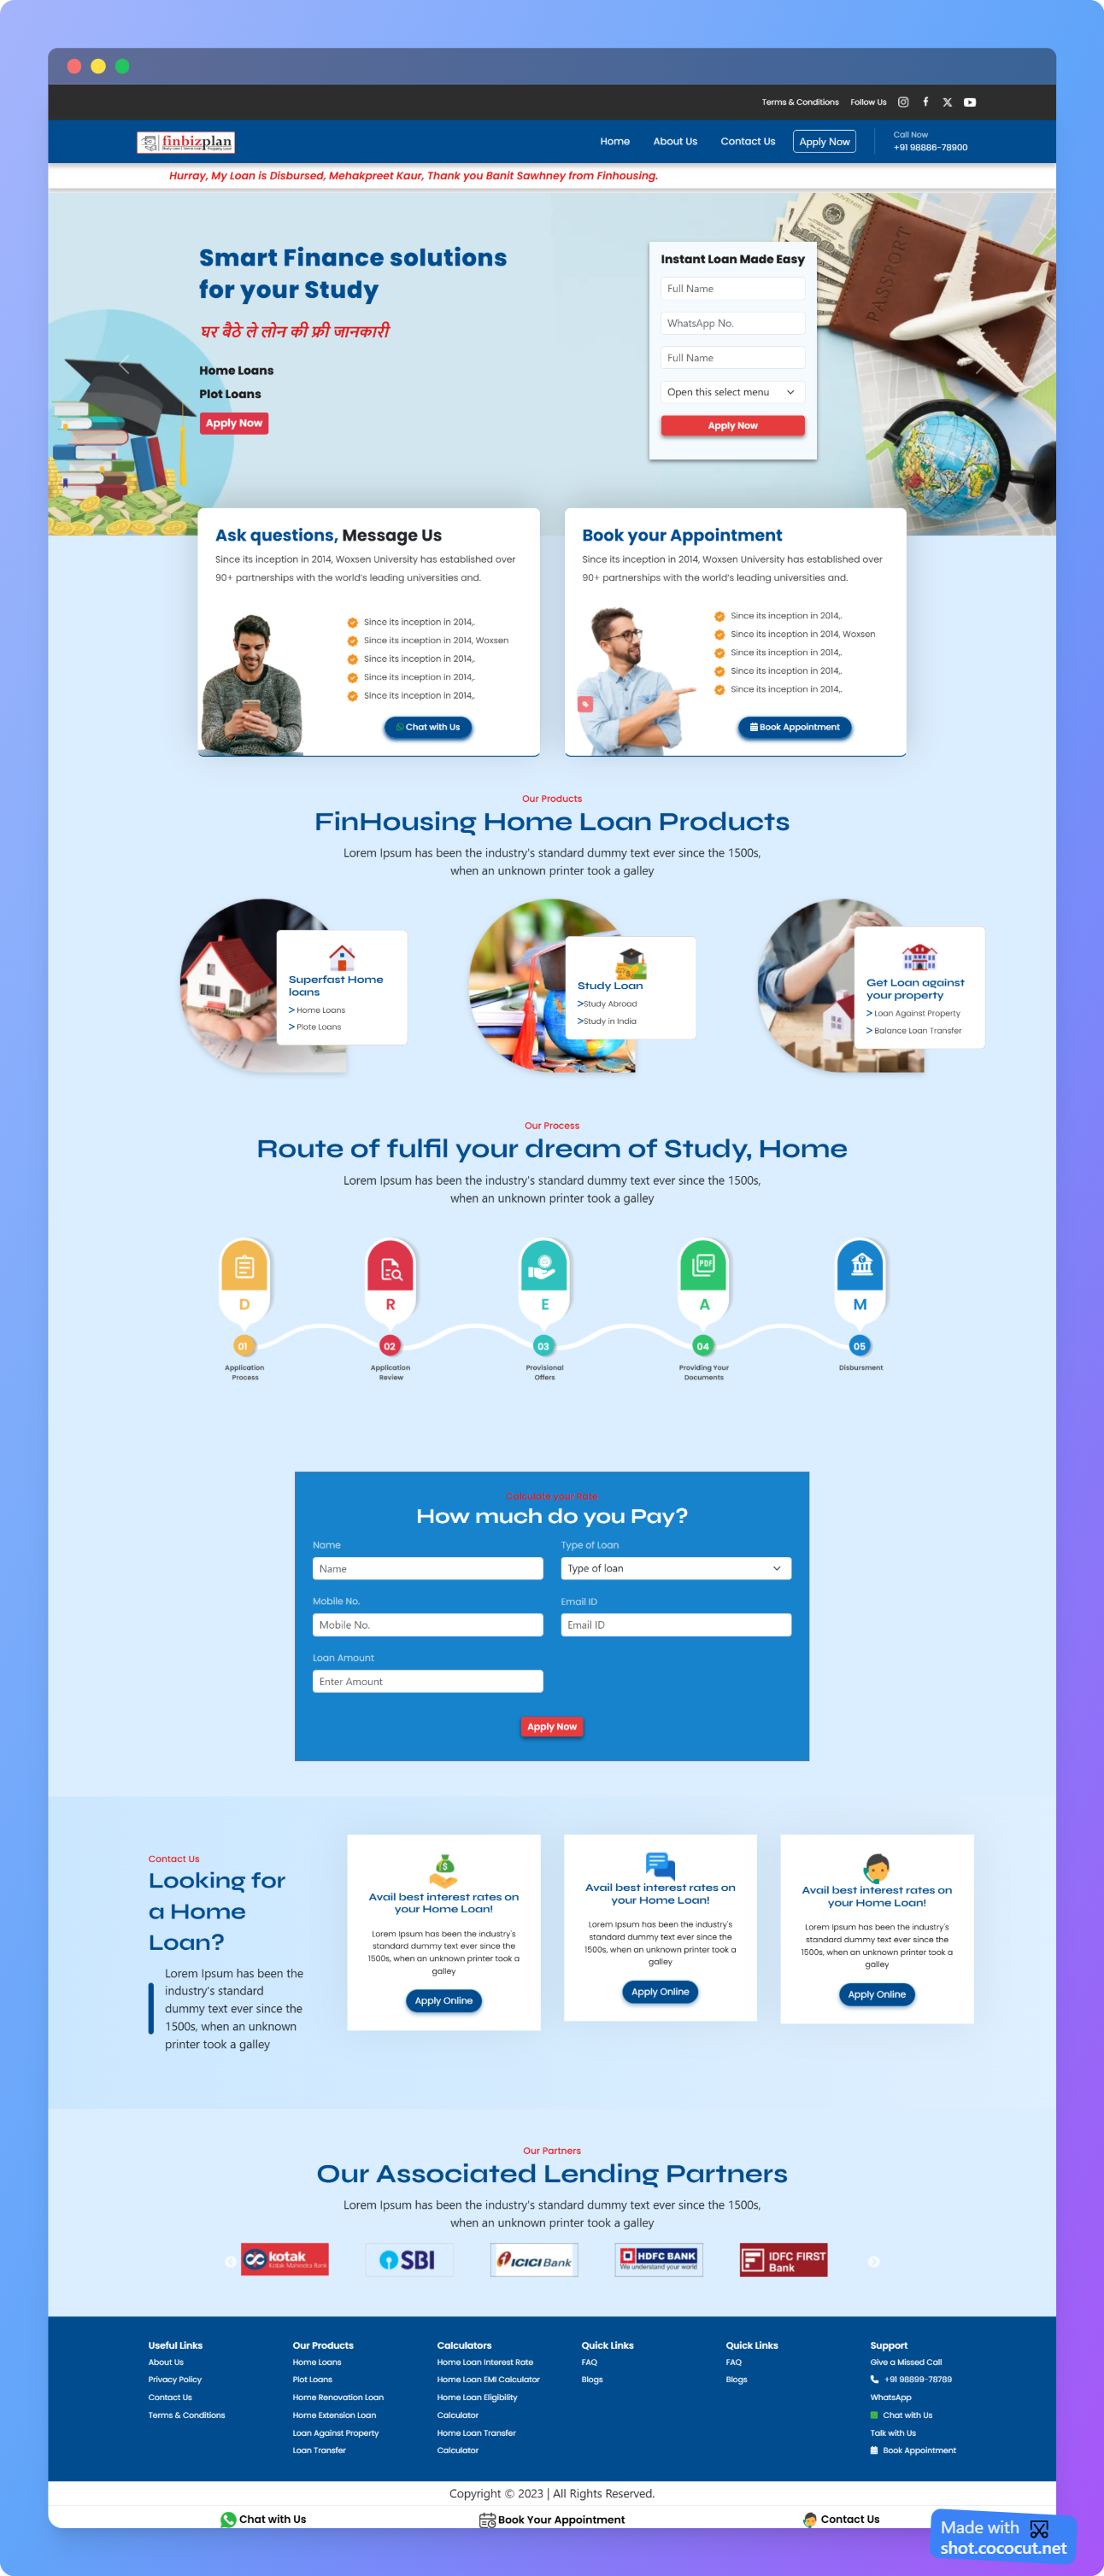 Terms & Conditions Follow Us
finbizplan
Home About Us Contact Us Apply Now
Call Now
+91 98886-78900
Hurray, My Loan is Disbursed, Mehakpreet Kaur, Thank you Banit Sawhney from Finhousing.
Smart Finance solutions
for your Study
घर बैठे ले लोन की फ्री जानकारी
Home Loans
Plot Loans
Apply Now
Instant Loan Made Easy
Full Name
WhatsApp No.
Full Name
Open this select menu
Apply Now
PASSPORT
Ask questions, Message Us
Since its inception in 2014, Woxsen University has established over
90+ partnerships with the world's leading universities and.
Since its inception in 2014,.
Since its inception in 2014, Woxsen
Since its inception in 2014,.
Since its inception in 2014,.
Since its inception in 2014,.
Chat with Us
Book your Appointment
Since its inception in 2014, Woxsen University has established over
90+ partnerships with the world's leading universities and.
Since its inception in 2014,.
Since its inception in 2014, Woxsen
Since its inception in 2014,.
Since its inception in 2014,.
Since its inception in 2014,.
Book Appointment
Our Products
FinHousing Home Loan Products
Lorem Ipsum has been the industry's standard dummy text ever since the 1500s,
when an unknown printer took a galley
Superfast Home
loans
> Home Loans
> Plote Loans
Study Loan
>Study Abroad
>Study in India
Get Loan against
your property
> Loan Against Property
> Balance Loan Transfer
Our Process
Route of fulfil your dream of Study, Home
Lorem Ipsum has been the industry's standard dummy text ever since the 1500s,
when an unknown printer took a galley
PDF
D R E A M
01 02 03 04 05
Application
Process
Application
Review
Provisional
Offers
Providing Your
Documents
Disbursment
Calculate your Rate
How much do you Pay?
Name
Name
Type of Loan
Type of loan
Mobile No.
Mobile No.
Email ID
Email ID
Loan Amount
Enter Amount
Apply Now
Contact Us
Looking for
a Home
Loan?
Lorem Ipsum has been the
industry's standard
dummy text ever since the
1500s, when an unknown
printer took a galley
Avail best interest rates on
your Home Loan!
Lorem Ipsum has been the industry's
standard dummy text ever since the
1500s, when an unknown printer took a
galley
Apply Online
Avail best interest rates on
your Home Loan!
Lorem Ipsum has been the industry's
standard dummy text ever since the
1500s, when an unknown printer took a
galley
Apply Online
Avail best interest rates on
your Home Loan!
Lorem Ipsum has been the industry's
standard dummy text ever since the
1500s, when an unknown printer took a
galley
Apply Online
Our Partners
Our Associated Lending Partners
Lorem Ipsum has been the industry's standard dummy text ever since the 1500s,
when an unknown printer took a galley
kotak
Kotak Mahindra Bank
SBI
ICICI Bank
HDFC BANK
We understand your world
IDFC FIRST
Bank
Useful Links
About Us
Privacy Policy
Contact Us
Terms & Conditions
Our Products
Home Loans
Plot Loans
Home Renovation Loan
Home Extension Loan
Loan Against Property
Loan Transfer
Calculators
Home Loan Interest Rate
Home Loan EMI Calculator
Home Loan Eligibility
Calculator
Home Loan Transfer
Calculator
Quick Links
FAQ
Blogs
Quick Links
FAQ
Blogs
Support
Give a Missed Call
+91 98899-78789
WhatsApp
Chat with Us
Talk with Us
Book Appointment
Copyright © 2023 | All Rights Reserved.
Chat with Us
Book Your Appointment
Contact Us
Made with
shot.cococut.net